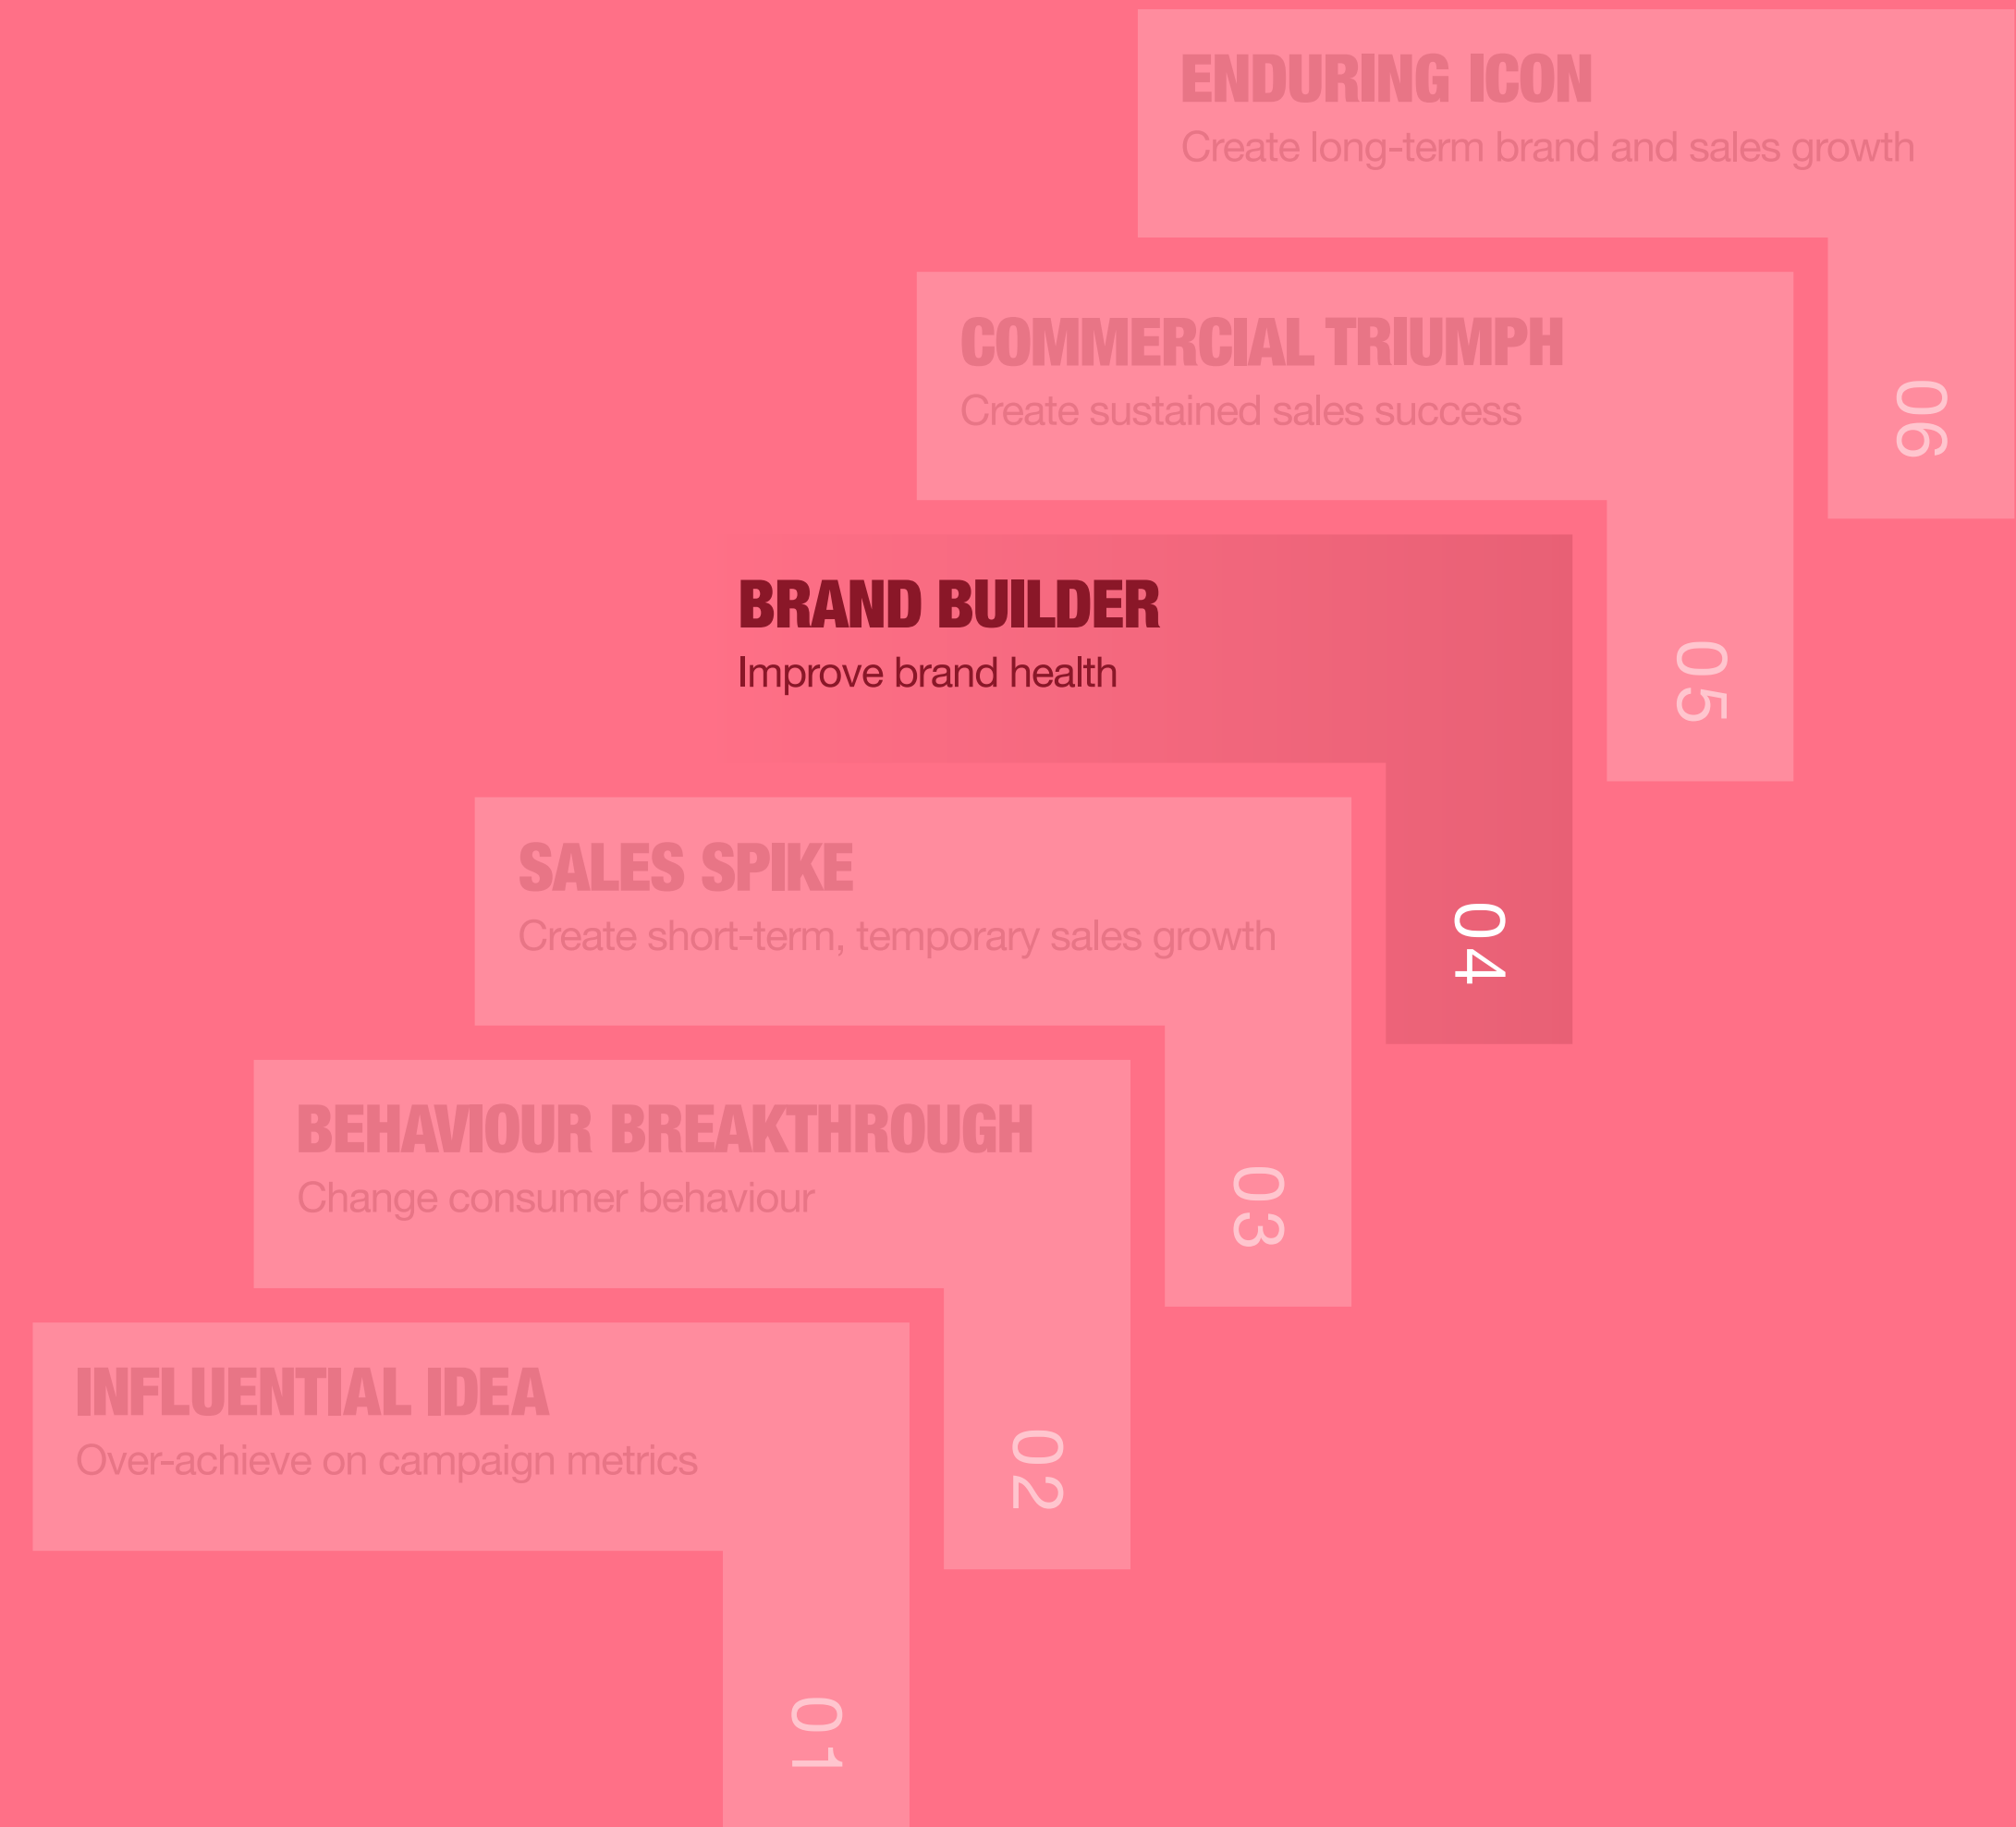 ENDURING ICON
Create long-term brand and sales growth
06
COMMERCIAL TRIUMPH
Create sustained sales success
05
BRAND BUILDER
Improve brand health
04
SALES SPIKE
Create short-term, temporary sales growth
03
BEHAVIOUR BREAKTHROUGH
Change consumer behaviour
02
INFLUENTIAL IDEA
Over-achieve on campaign metrics
01